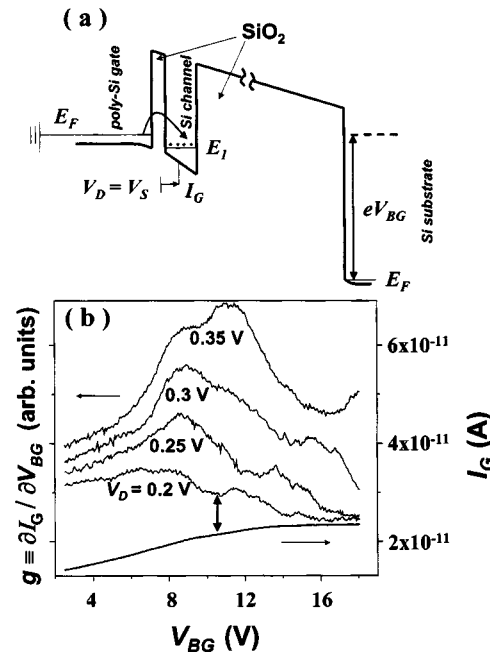 ( a )
SiO₂
poly-Si gate
Si channel
E_F
E_1
V_D = V_S
I_G
eV_BG
Si substrate
E_F
( b )
g ≡ ∂I_G / ∂V_BG (arb. units)
0.35 V
0.3 V
0.25 V
V_D = 0.2 V
6x10⁻¹¹
4x10⁻¹¹
2x10⁻¹¹
I_G (A)
4 8 12 16
V_BG (V)